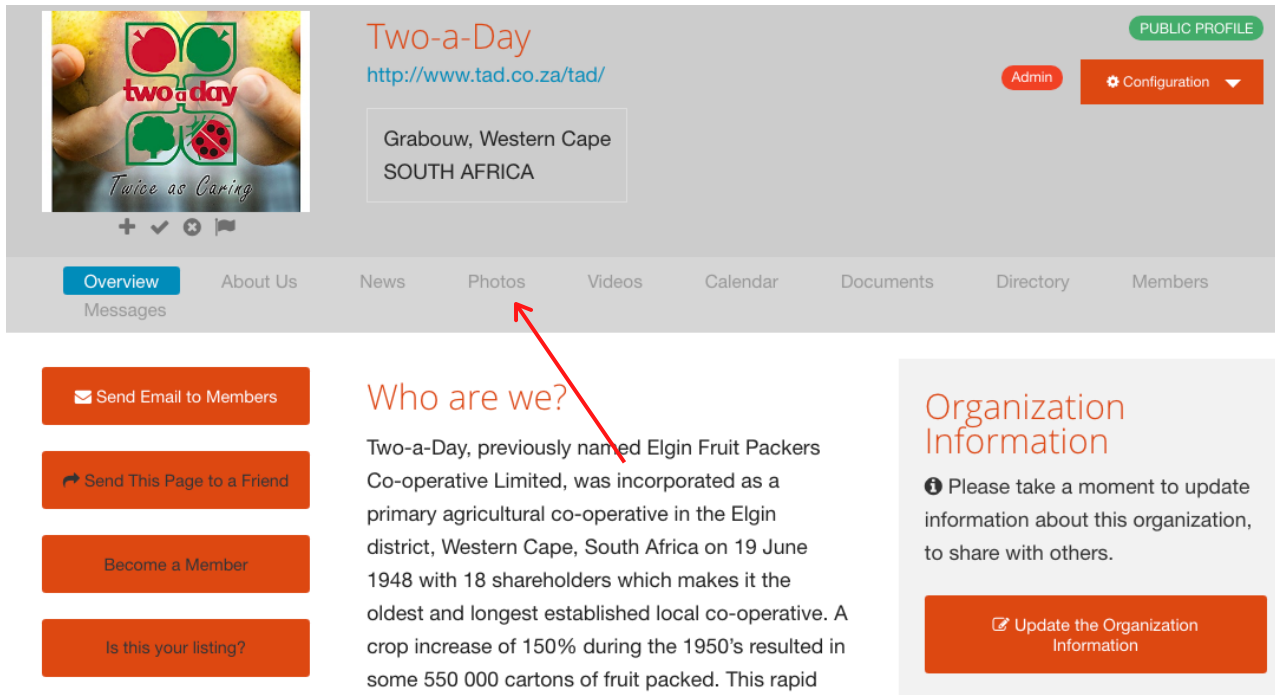 two a day
Twice as Caring
Two-a-Day
http://www.tad.co.za/tad/
Grabouw, Western Cape
SOUTH AFRICA
PUBLIC PROFILE
Admin
Configuration
Overview
About Us
News
Photos
Videos
Calendar
Documents
Directory
Members
Messages
Send Email to Members
Send This Page to a Friend
Become a Member
Is this your listing?
Who are we?
Two-a-Day, previously named Elgin Fruit Packers
Co-operative Limited, was incorporated as a
primary agricultural co-operative in the Elgin
district, Western Cape, South Africa on 19 June
1948 with 18 shareholders which makes it the
oldest and longest established local co-operative. A
crop increase of 150% during the 1950’s resulted in
some 550 000 cartons of fruit packed. This rapid
Organization
Information
Please take a moment to update
information about this organization,
to share with others.
Update the Organization
Information